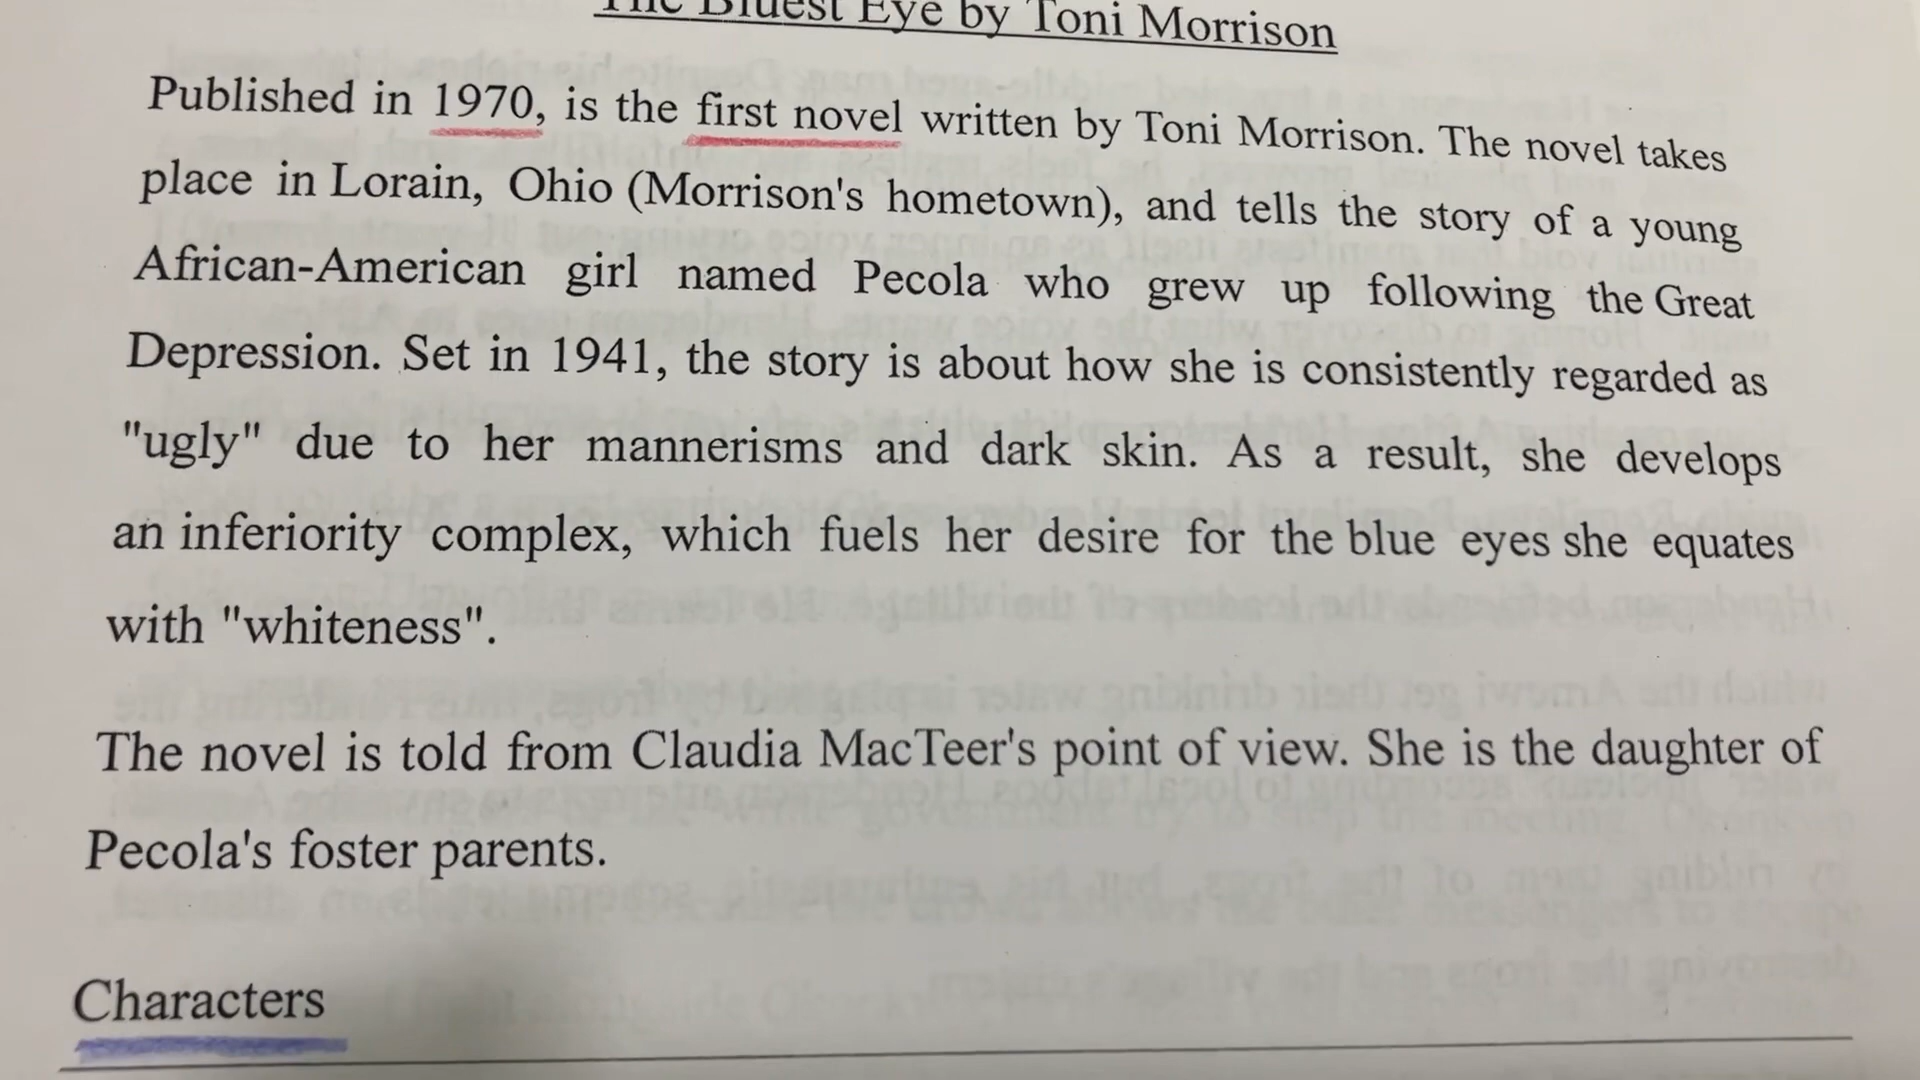 The Bluest Eye by Toni Morrison
Published in 1970, is the first novel written by Toni Morrison. The novel takes
place in Lorain, Ohio (Morrison's hometown), and tells the story of a young
African-American girl named Pecola who grew up following the Great
Depression. Set in 1941, the story is about how she is consistently regarded as
"ugly" due to her mannerisms and dark skin. As a result, she develops
an inferiority complex, which fuels her desire for the blue eyes she equates
with "whiteness".
The novel is told from Claudia MacTeer's point of view. She is the daughter of
Pecola's foster parents.
Characters